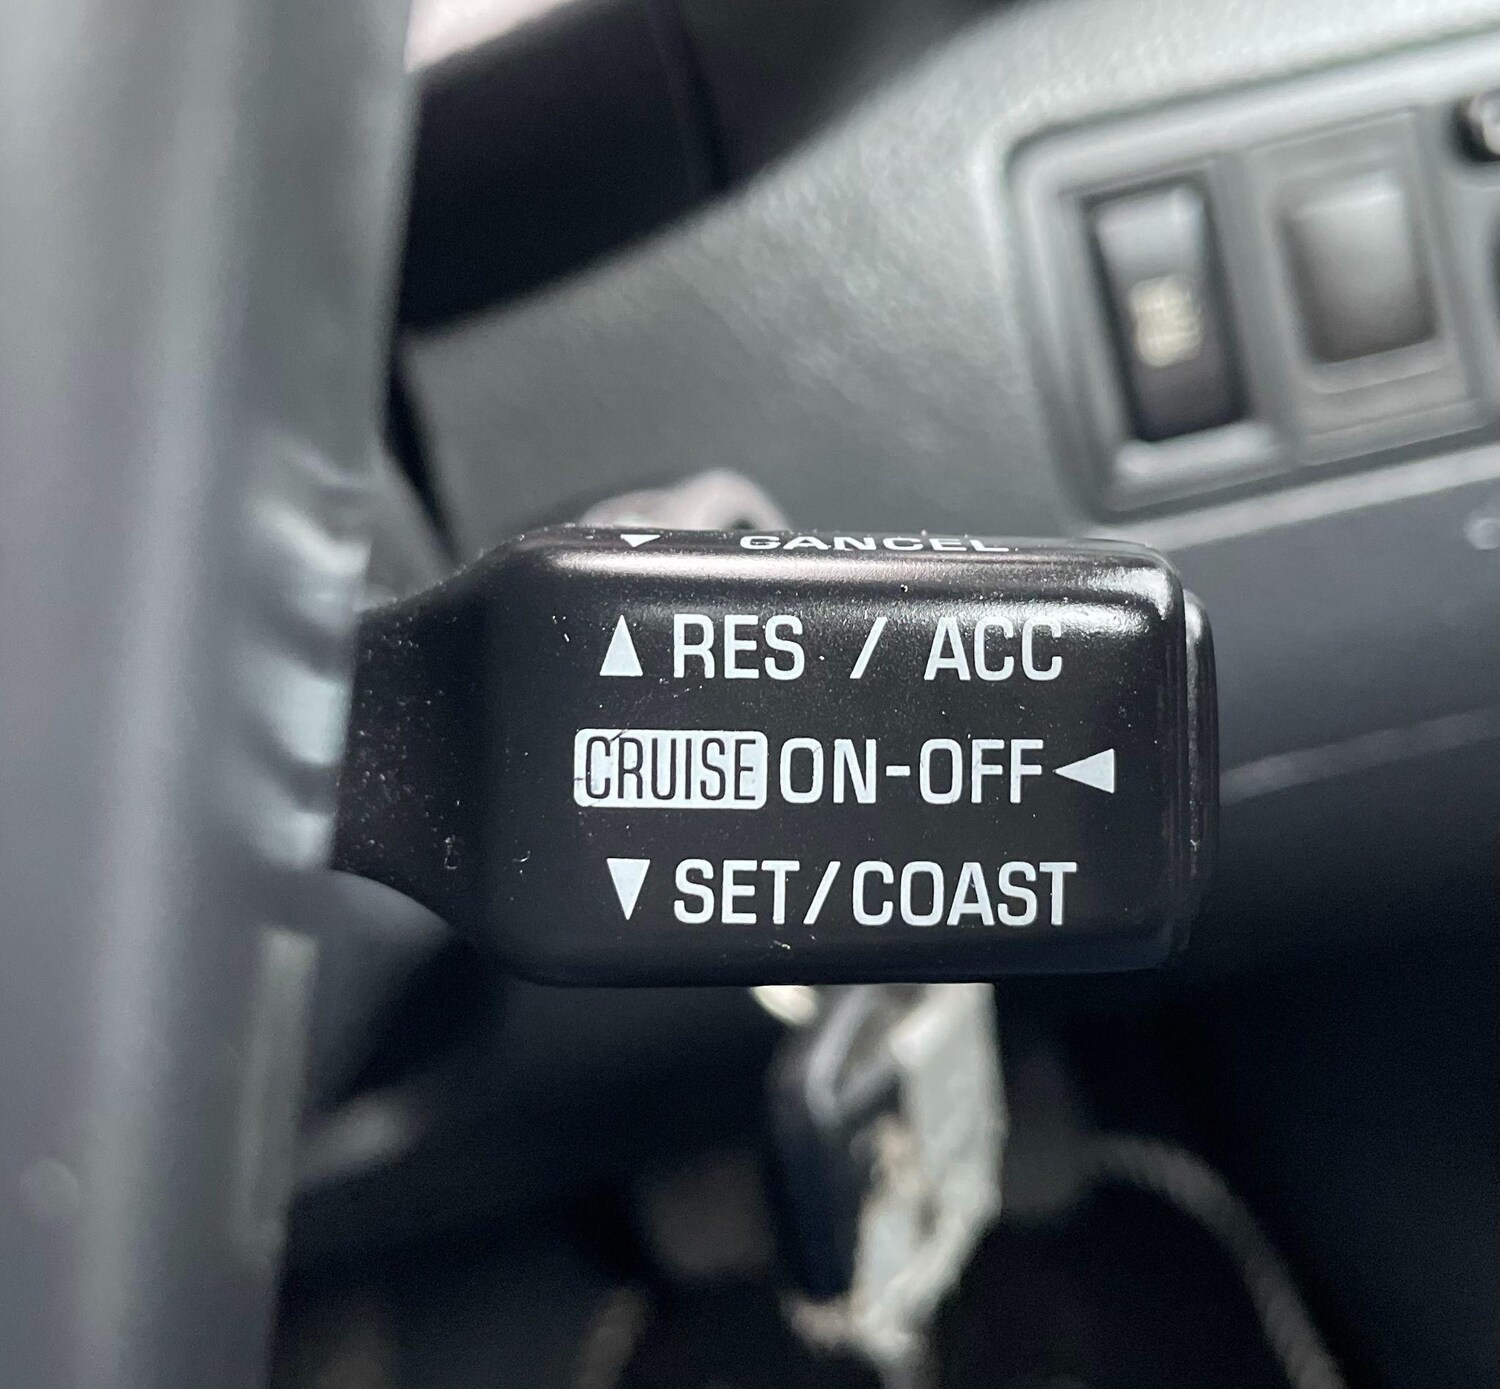 ▼ CANCEL
▲ RES / ACC
CRUISE ON-OFF ◀
▼ SET/COAST